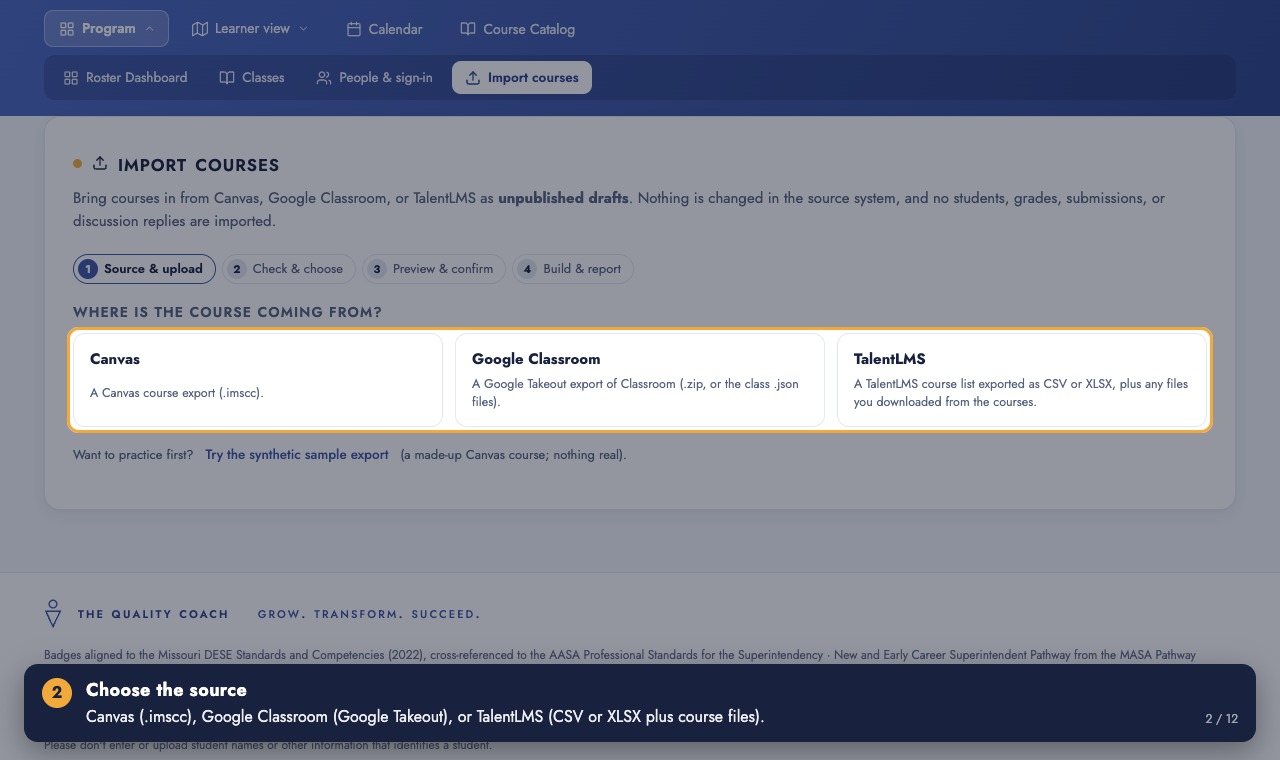 Program
Learner view
Calendar
Course Catalog
Roster Dashboard
Classes
People & sign-in
Import courses
IMPORT COURSES
Bring courses in from Canvas, Google Classroom, or TalentLMS as unpublished drafts. Nothing is changed in the source system, and no students, grades, submissions, or
discussion replies are imported.
1 Source & upload
2 Check & choose
3 Preview & confirm
4 Build & report
WHERE IS THE COURSE COMING FROM?
Canvas
A Canvas course export (.imscc).
Google Classroom
A Google Takeout export of Classroom (.zip, or the class .json
files).
TalentLMS
A TalentLMS course list exported as CSV or XLSX, plus any files
you downloaded from the courses.
Want to practice first? Try the synthetic sample export (a made-up Canvas course; nothing real).
THE QUALITY COACH
GROW. TRANSFORM. SUCCEED.
Badges aligned to the Missouri DESE Standards and Competencies (2022), cross-referenced to the AASA Professional Standards for the Superintendency · New and Early Career Superintendent Pathway from the MASA Pathway
2
Choose the source
Canvas (.imscc), Google Classroom (Google Takeout), or TalentLMS (CSV or XLSX plus course files).
2 / 12
Please don't enter or upload student names or other information that identifies a student.